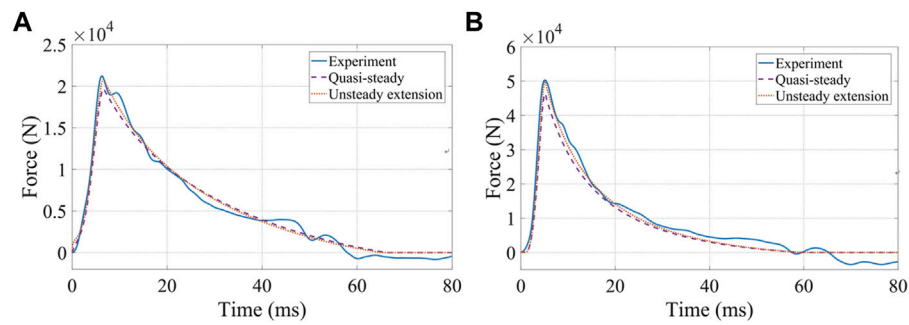 A
×10⁴
2.5
2
1.5
1
0.5
0
0
20
40
60
80
Force (N)
Time (ms)
Experiment
Quasi-steady
Unsteady extension
B
×10⁴
6
5
4
3
2
1
0
0
20
40
60
80
Force (N)
Time (ms)
Experiment
Quasi-steady
Unsteady extension